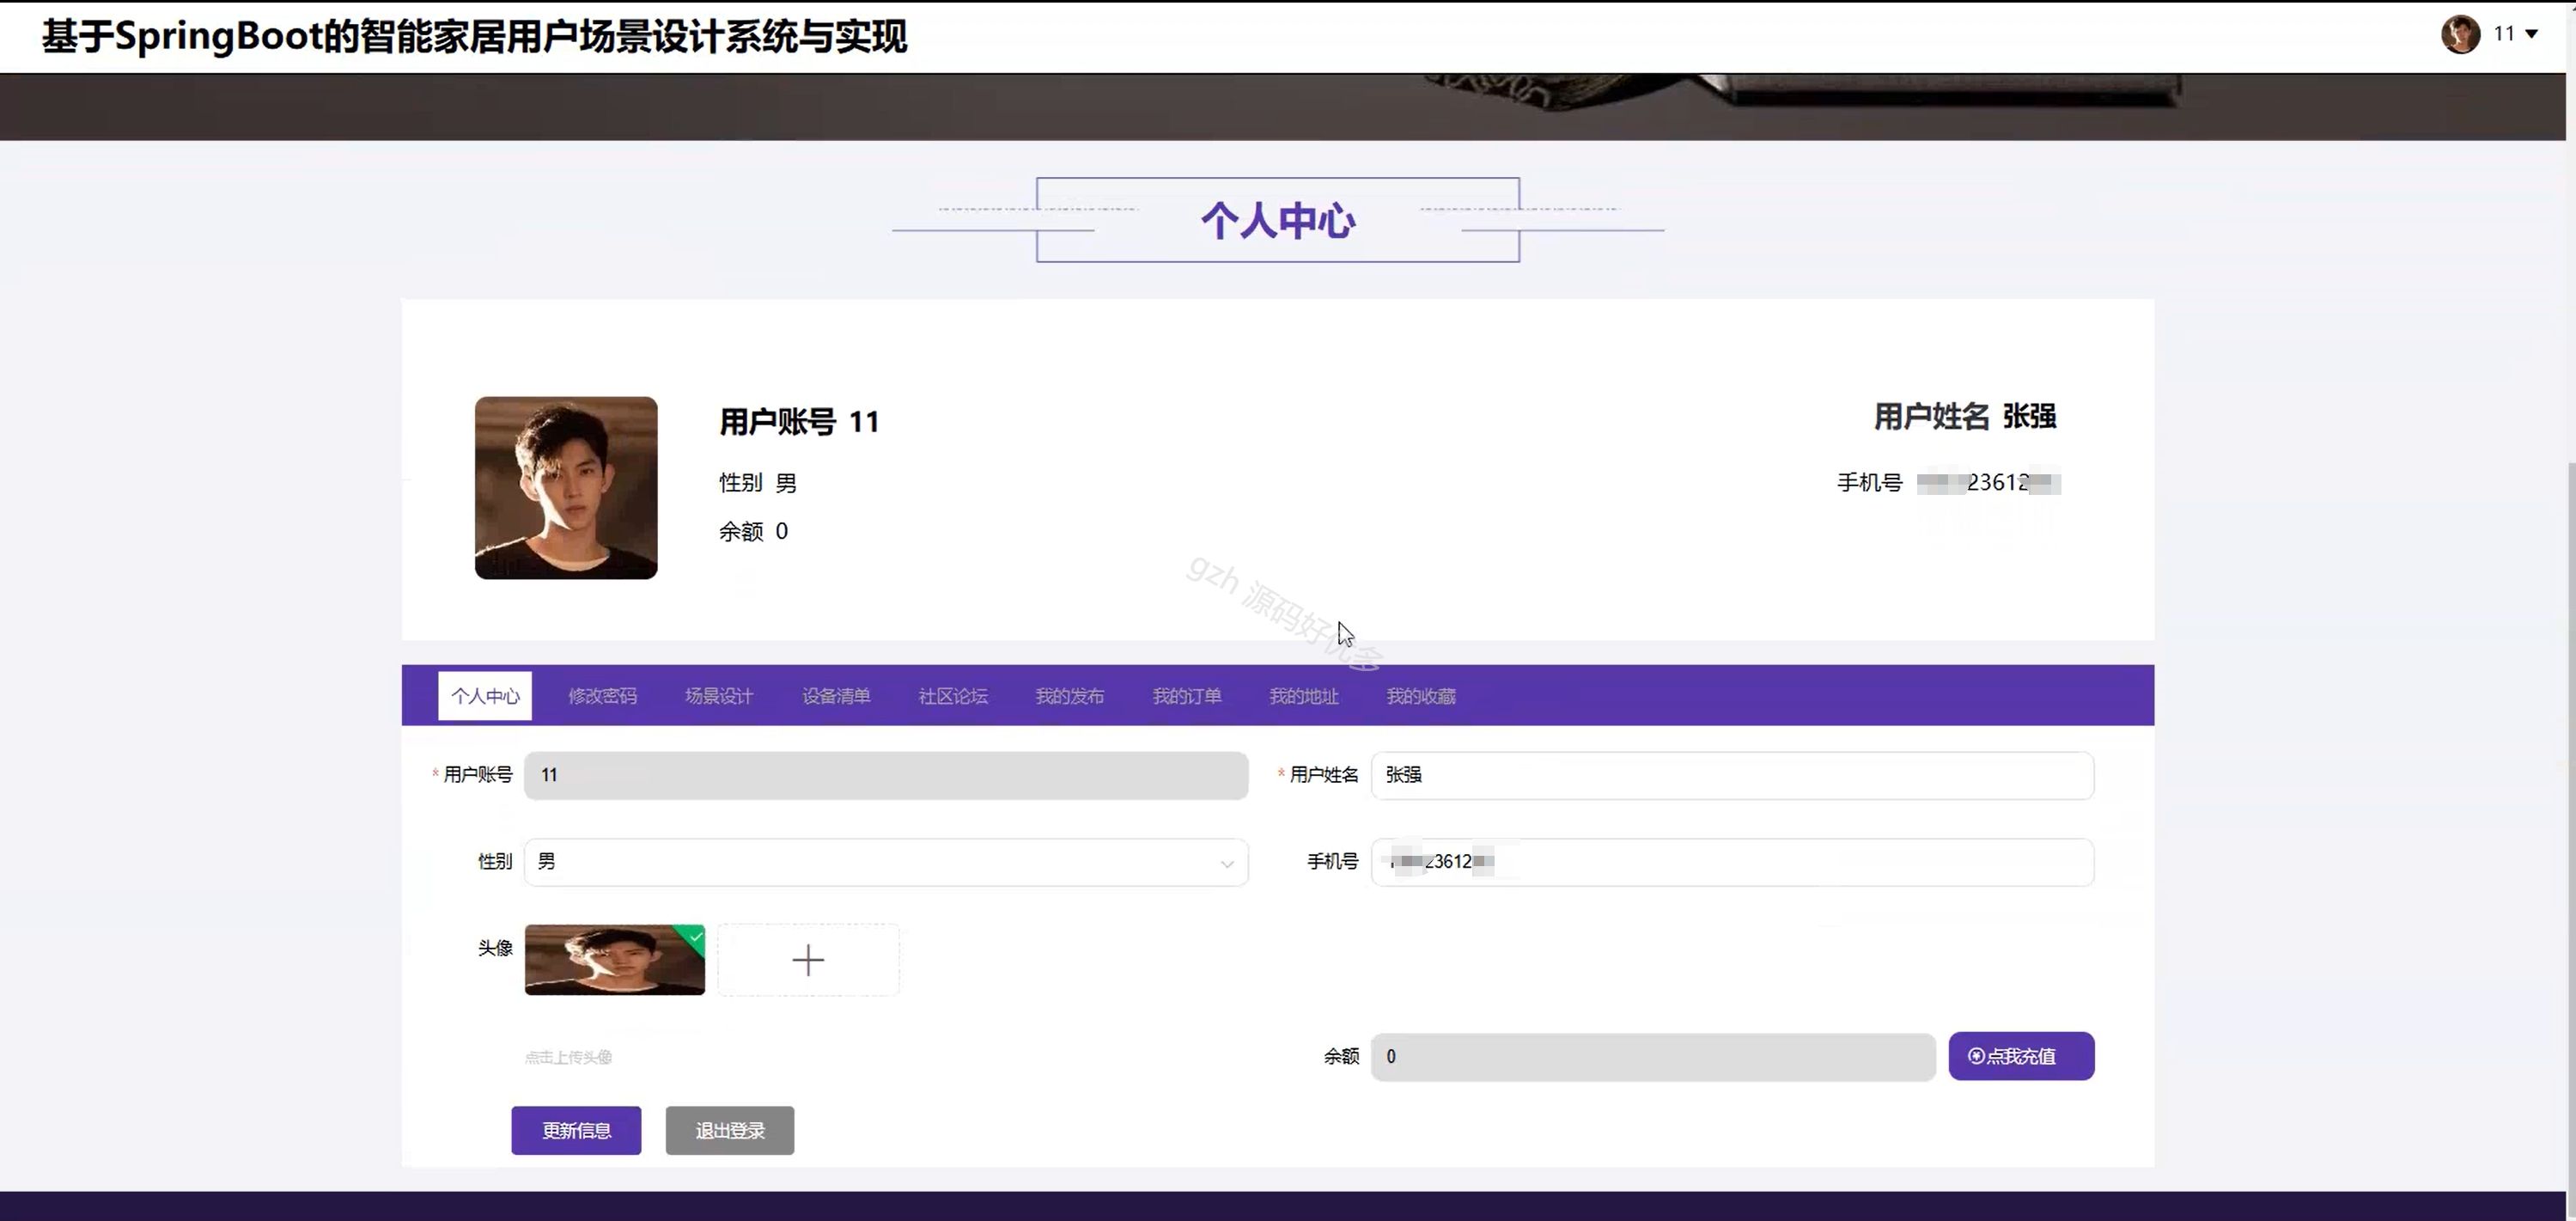 基于SpringBoot的智能家居用户场景设计系统与实现
11
个人中心
用户账号 11
用户姓名 张强
性别 男
手机号 23612
余额 0
gzh 源码好优多
个人中心 修改密码 场景设计 设备清单 社区论坛 我的发布 我的订单 我的地址 我的收藏
* 用户账号 11
* 用户姓名 张强
性别 男
手机号 23612
头像
点击上传头像
余额 0
点我充值
更新信息 退出登录